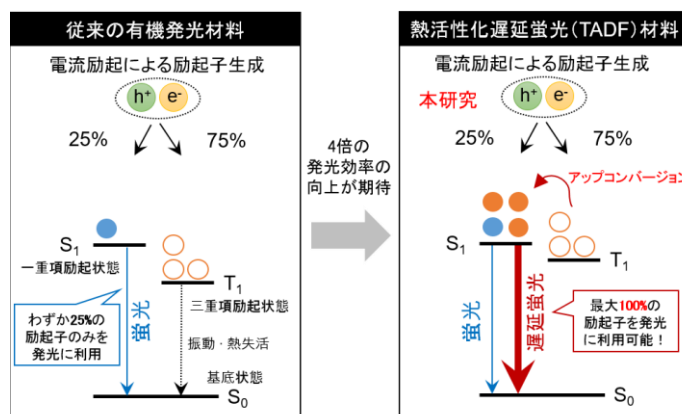 従来の有機発光材料
電流励起による励起子生成
h+ e-
25% 75%
S1
一重項励起状態
T1
三重項励起状態
わずか25%の
励起子のみを
発光に利用
蛍光
振動・熱失活
基底状態
S0
4倍の
発光効率の
向上が期待
熱活性化遅延蛍光(TADF)材料
電流励起による励起子生成
本研究
h+ e-
25% 75%
アップコンバージョン
S1
T1
蛍光
遅延蛍光
最大100%の
励起子を発光
に利用可能!
S0